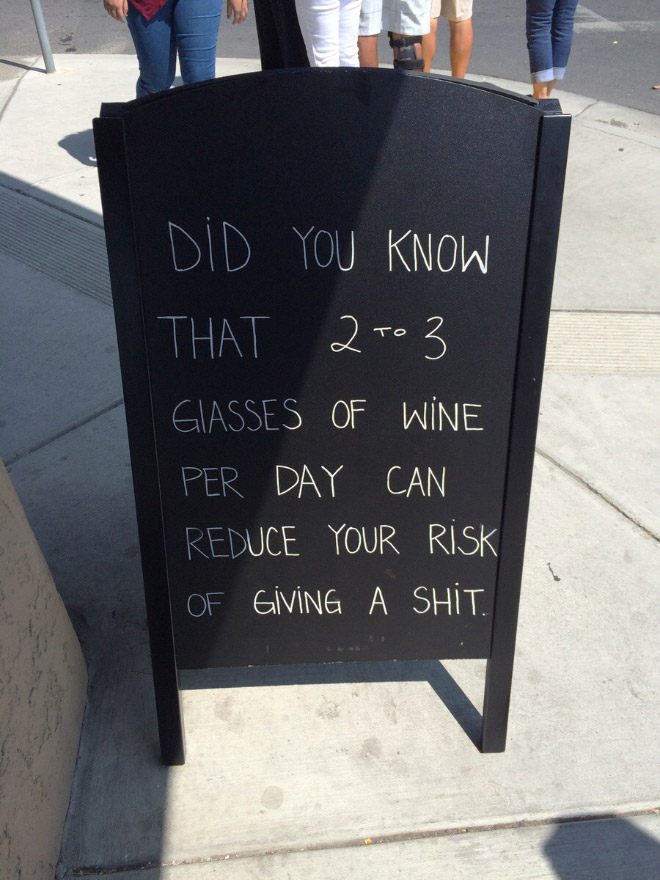 DiD YOU KNOW
THAT 2 TO 3
GlASSES OF WiNE
PER DAY CAN
REDUCE YOUR RiSK
OF GiViNG A SHiT.